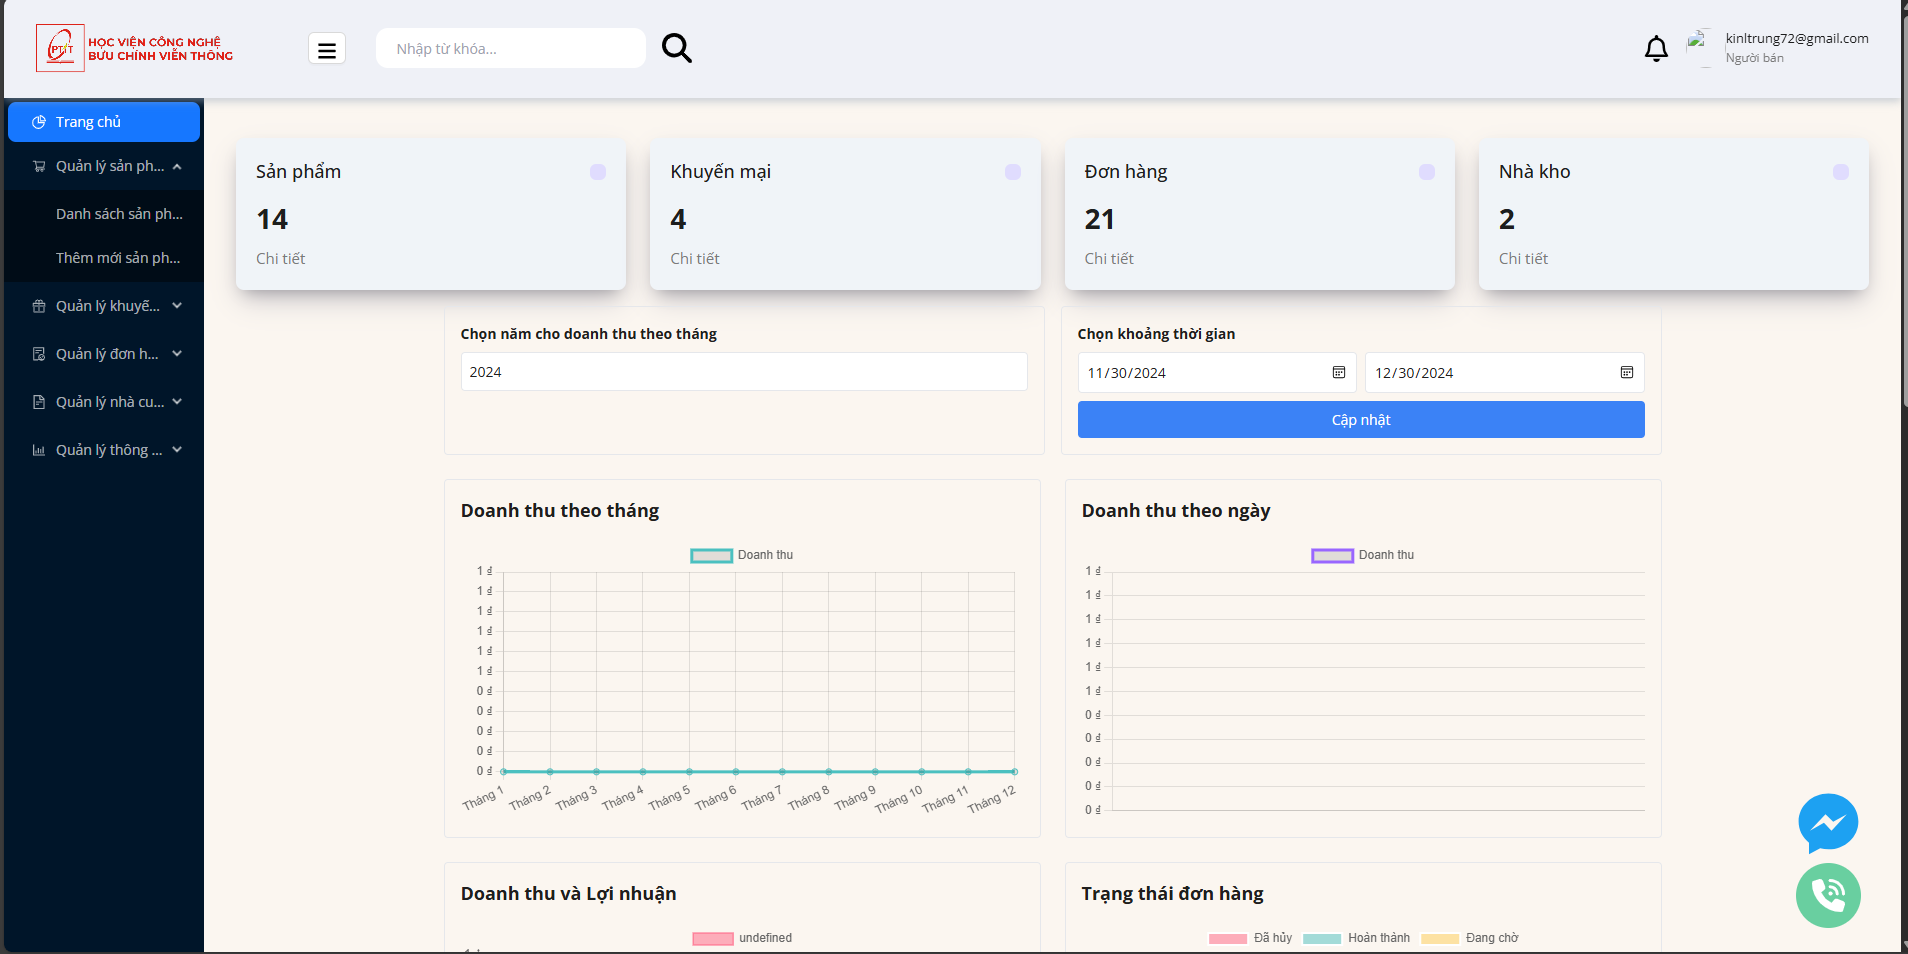 PTIT
HỌC VIỆN CÔNG NGHỆ
BƯU CHÍNH VIỄN THÔNG
Nhập từ khóa...
kinltrung72@gmail.com
Người bán
Trang chủ
Quản lý sản ph...
Danh sách sản ph...
Thêm mới sản ph...
Quản lý khuyế...
Quản lý đơn h...
Quản lý nhà cu...
Quản lý thông ...
Sản phẩm
14
Chi tiết
Khuyến mại
4
Chi tiết
Đơn hàng
21
Chi tiết
Nhà kho
2
Chi tiết
Chọn năm cho doanh thu theo tháng
2024
Chọn khoảng thời gian
11/30/2024
12/30/2024
Cập nhật
Doanh thu theo tháng
Doanh thu
1 ₫
1 ₫
1 ₫
1 ₫
1 ₫
1 ₫
0 ₫
0 ₫
0 ₫
0 ₫
0 ₫
Tháng 1
Tháng 2
Tháng 3
Tháng 4
Tháng 5
Tháng 6
Tháng 7
Tháng 8
Tháng 9
Tháng 10
Tháng 11
Tháng 12
Doanh thu theo ngày
Doanh thu
1 ₫
1 ₫
1 ₫
1 ₫
1 ₫
1 ₫
0 ₫
0 ₫
0 ₫
0 ₫
0 ₫
Doanh thu và Lợi nhuận
undefined
Trạng thái đơn hàng
Đã hủy
Hoàn thành
Đang chờ